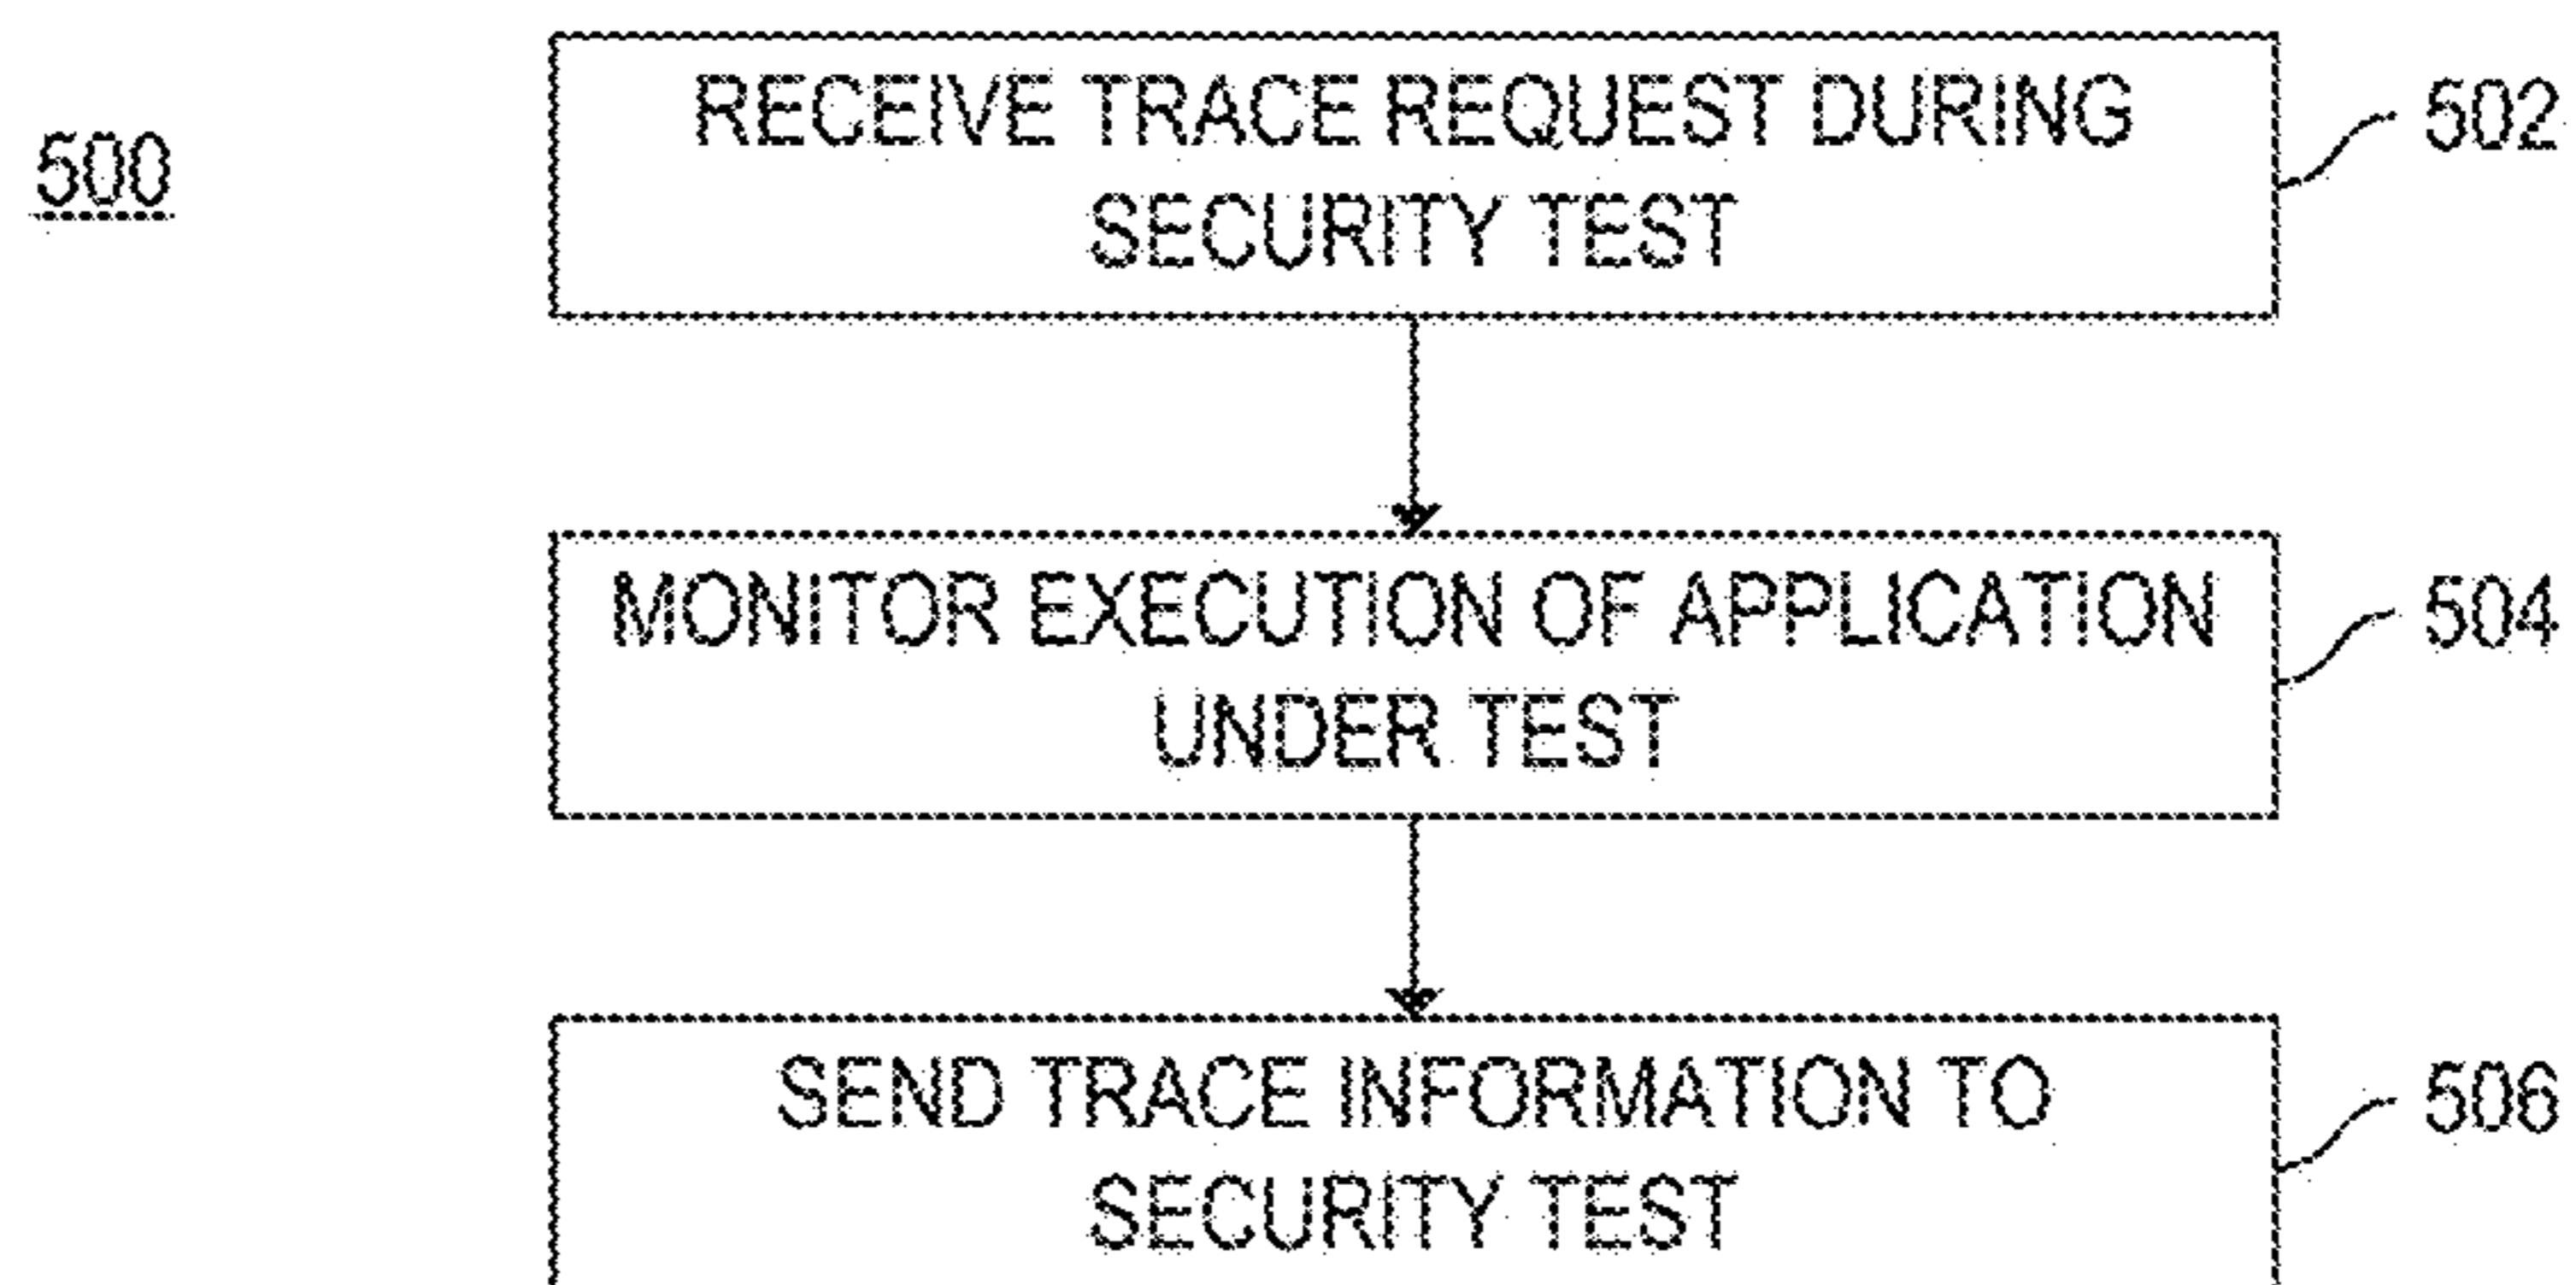 500
RECEIVE TRACE REQUEST DURING
SECURITY TEST
502
MONITOR EXECUTION OF APPLICATION
UNDER TEST
504
SEND TRACE INFORMATION TO
SECURITY TEST
506